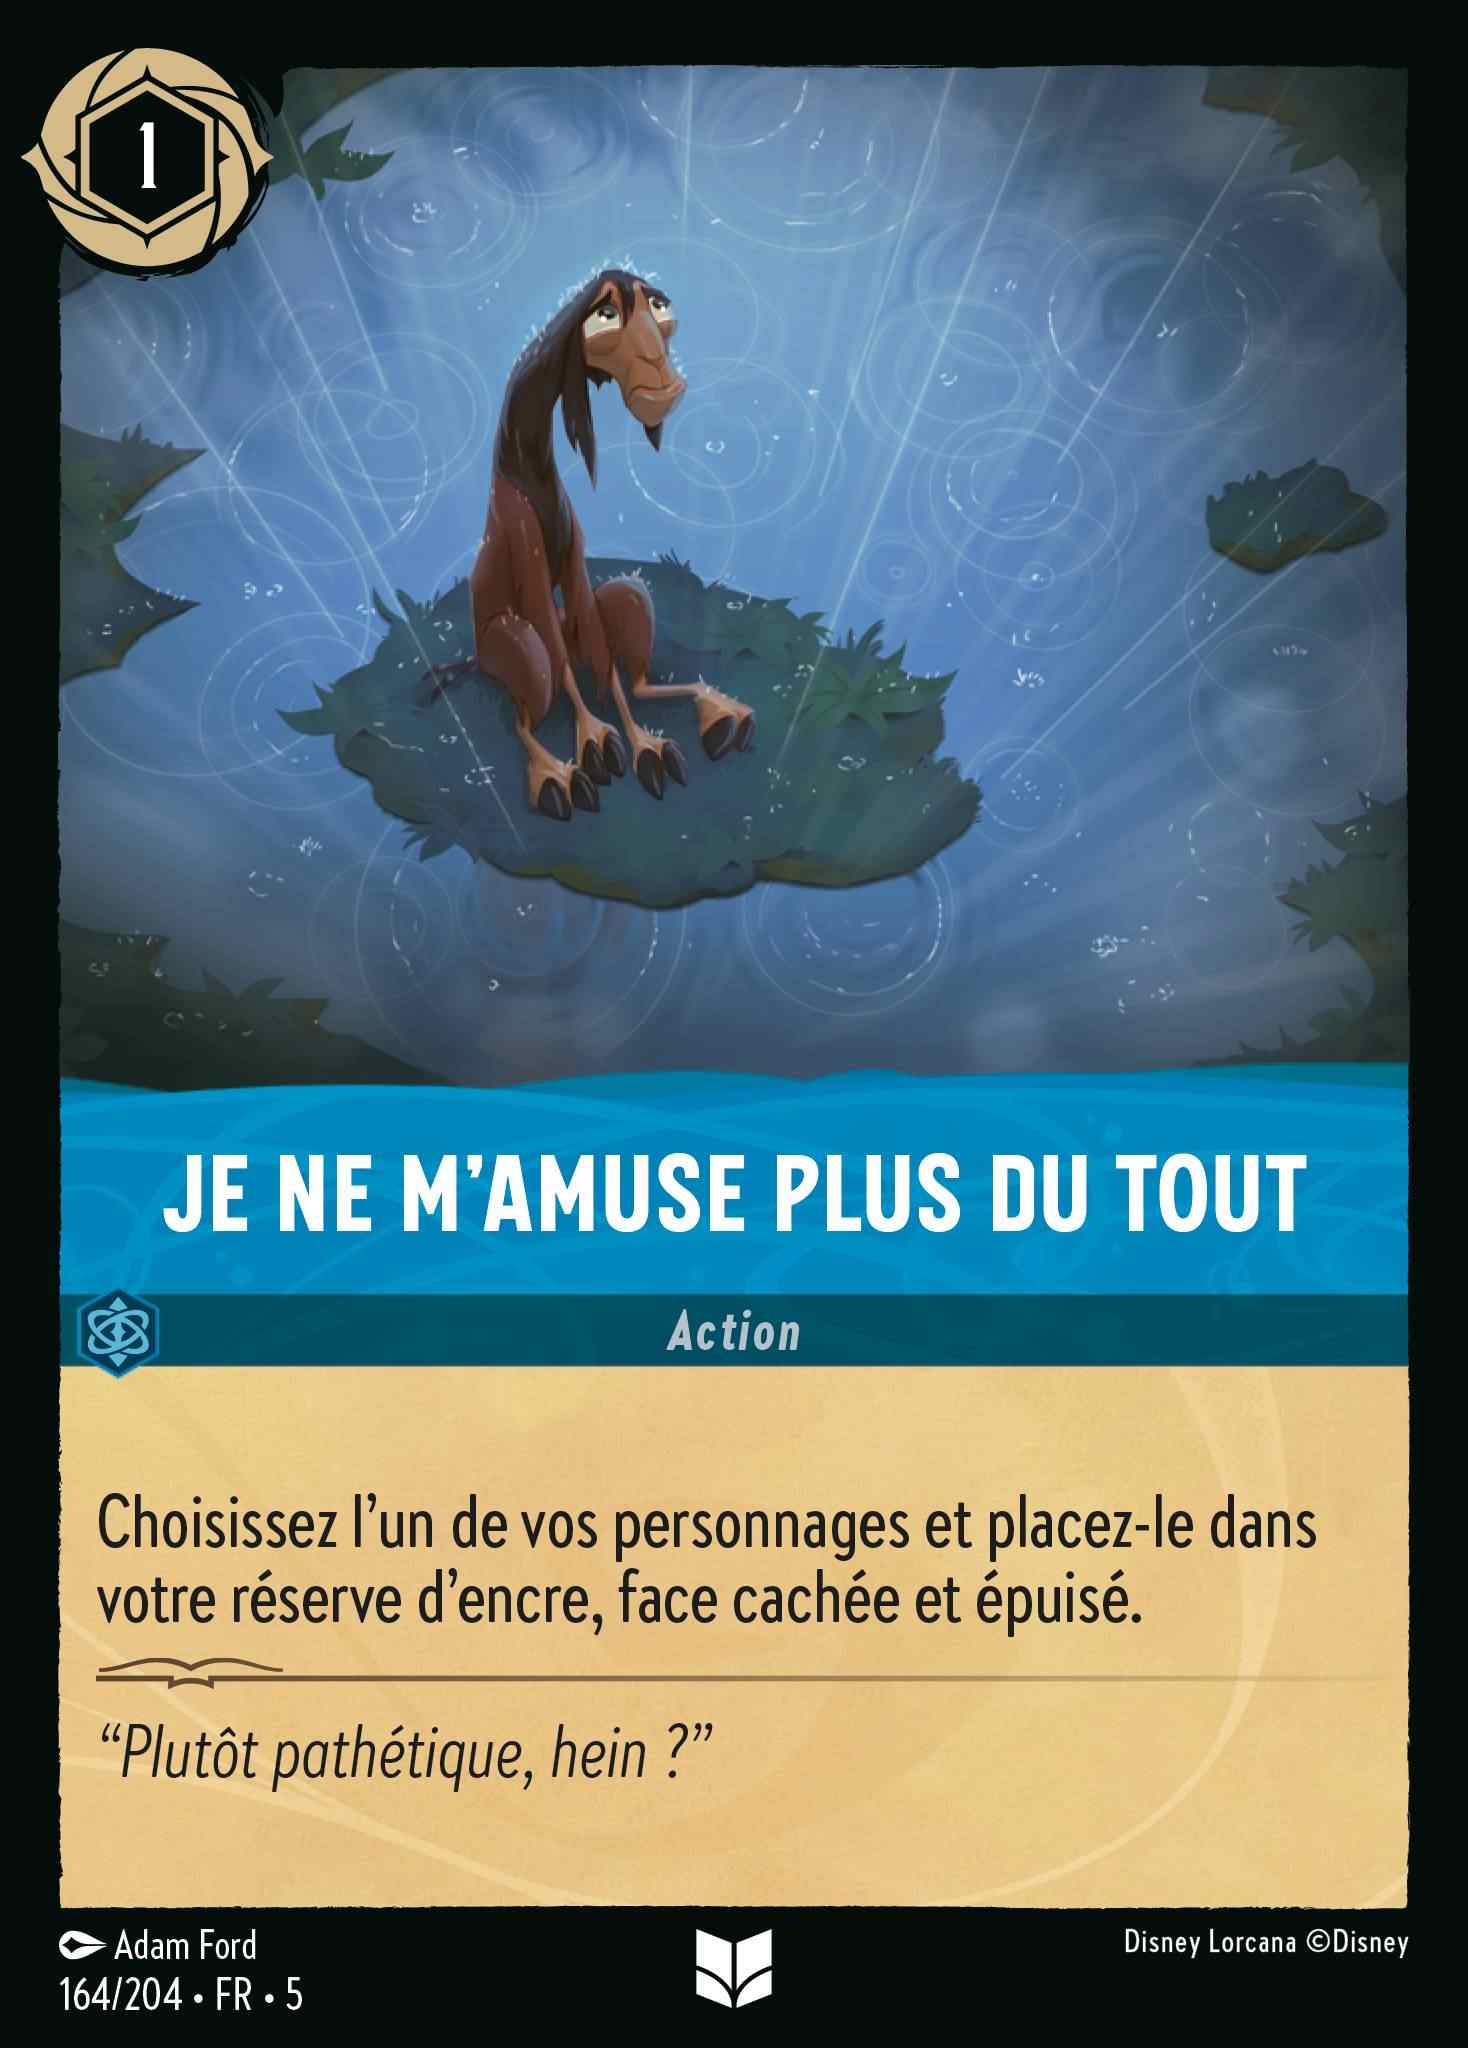 1
JE NE M’AMUSE PLUS DU TOUT
Action
Choisissez l’un de vos personnages et placez-le dans
votre réserve d’encre, face cachée et épuisé.
“Plutôt pathétique, hein ?”
Adam Ford
Disney Lorcana ©Disney
164/204 • FR • 5